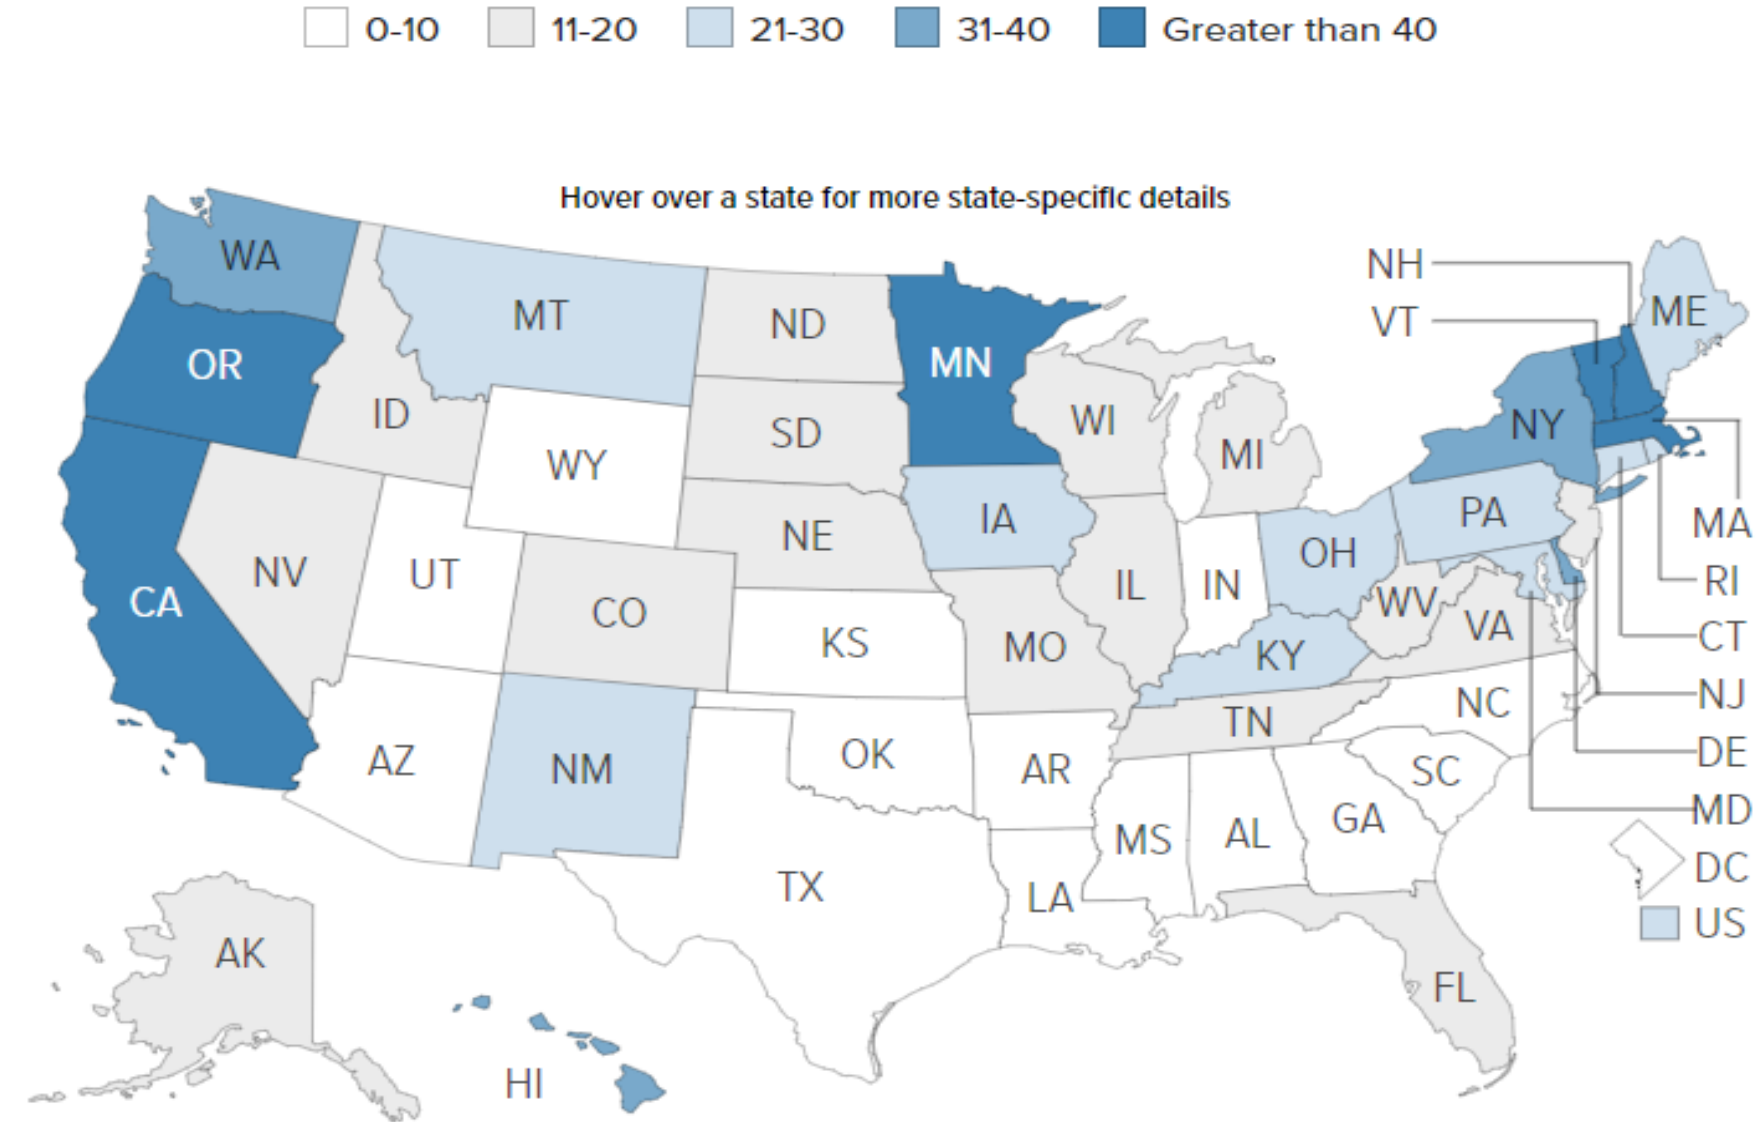 0-10 11-20 21-30 31-40 Greater than 40
Hover over a state for more state-specific details
WA
NH
MT
ME
VT
ND
OR
MN
ID
WI
NY
SD
MI
WY
IA
PA
MA
NE
OH
NV
UT
RI
IL
IN
CA
WV
CO
VA
CT
KS
MO
KY
NJ
NC
TN
DE
AZ
NM
OK
AR
SC
MD
GA
MS
AL
DC
TX
LA
US
AK
FL
HI